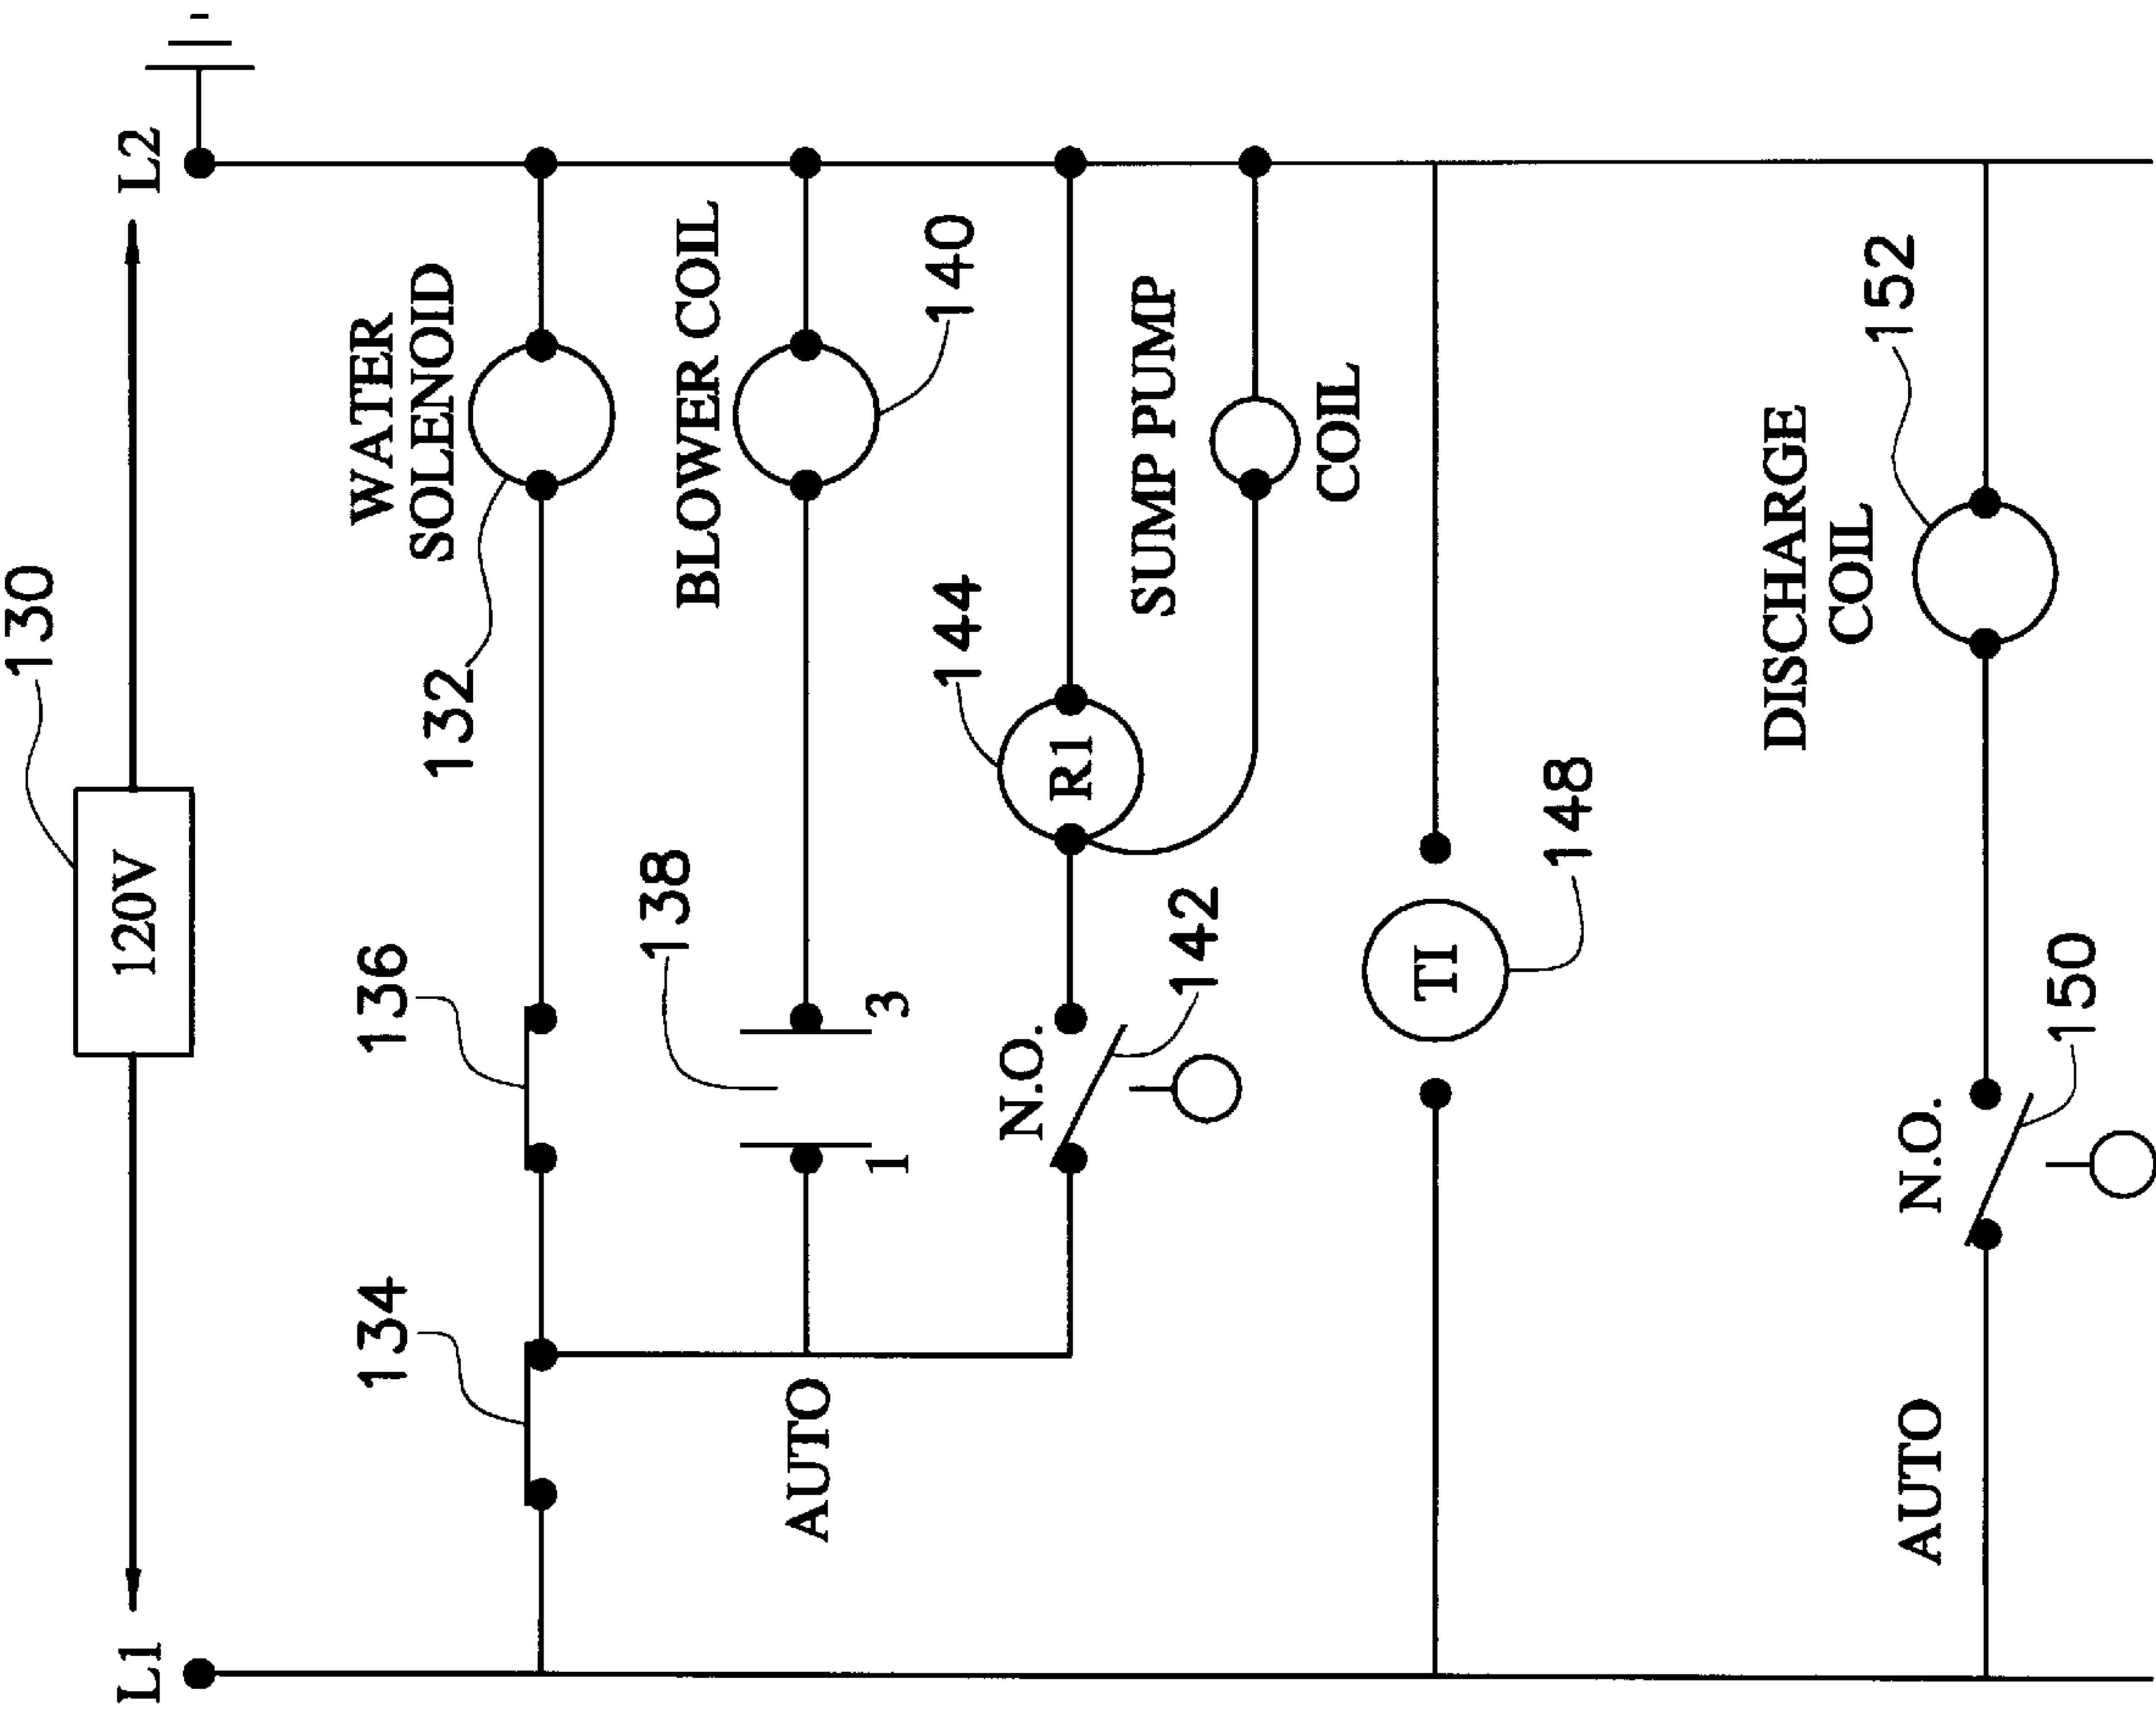 130
L1
120V
L2
134
136
132
WATER
SOLENOID
138
BLOWER COIL
1
3
140
AUTO
N.O.
142
R1
144
SUMP PUMP
COIL
TI
148
DISCHARGE
COIL
152
AUTO
N.O.
150